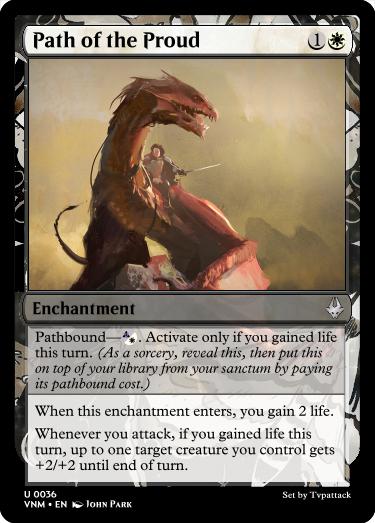 Path of the Proud
1
Enchantment
Pathbound—. Activate only if you gained life
this turn. (As a sorcery, reveal this, then put this
on top of your library from your sanctum by paying
its pathbound cost.)
When this enchantment enters, you gain 2 life.
Whenever you attack, if you gained life this
turn, up to one target creature you control gets
+2/+2 until end of turn.
U 0036
VNM • EN John Park
Set by Tvpattack